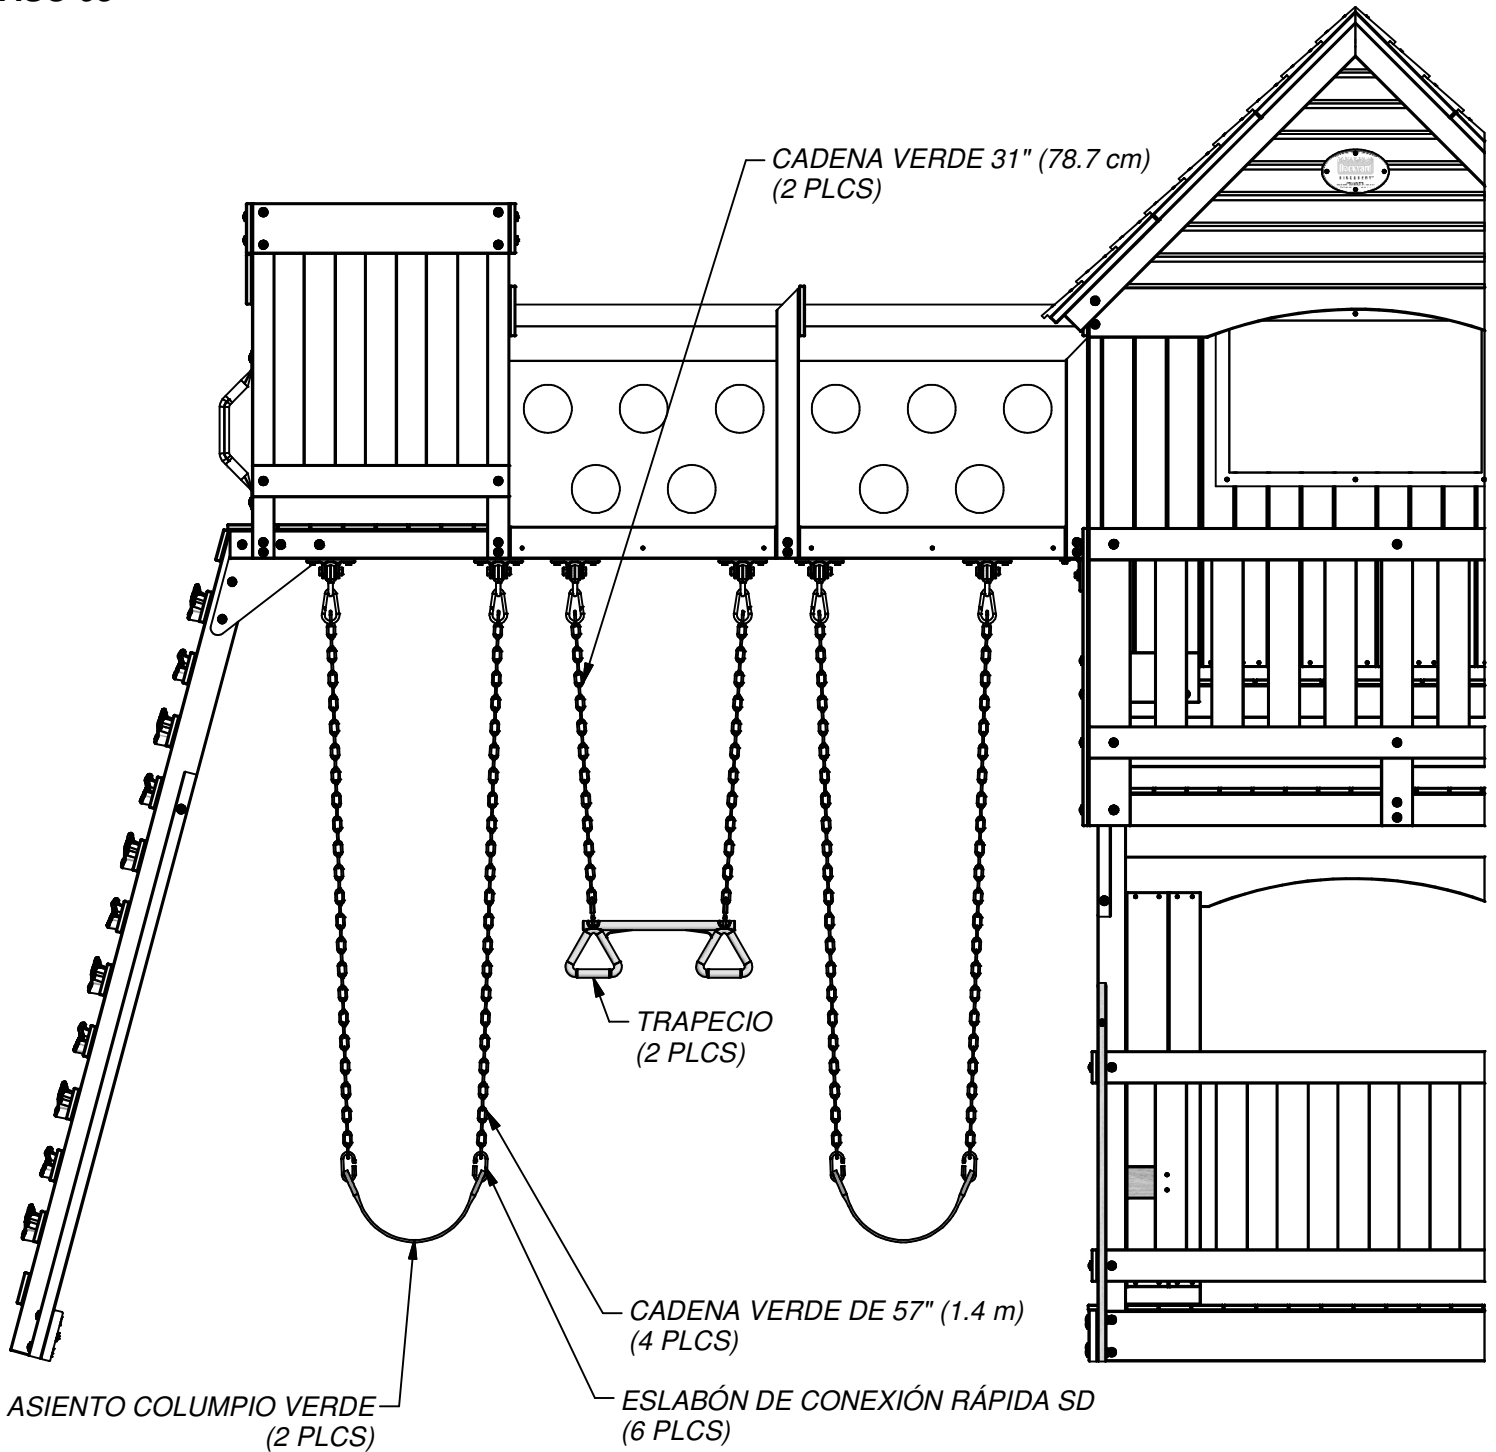 CADENA VERDE 31" (78.7 cm)
(2 PLCS)
TRAPECIO
(2 PLCS)
CADENA VERDE DE 57" (1.4 m)
(4 PLCS)
ESLABÓN DE CONEXIÓN RÁPIDA SD
(6 PLCS)
ASIENTO COLUMPIO VERDE
(2 PLCS)